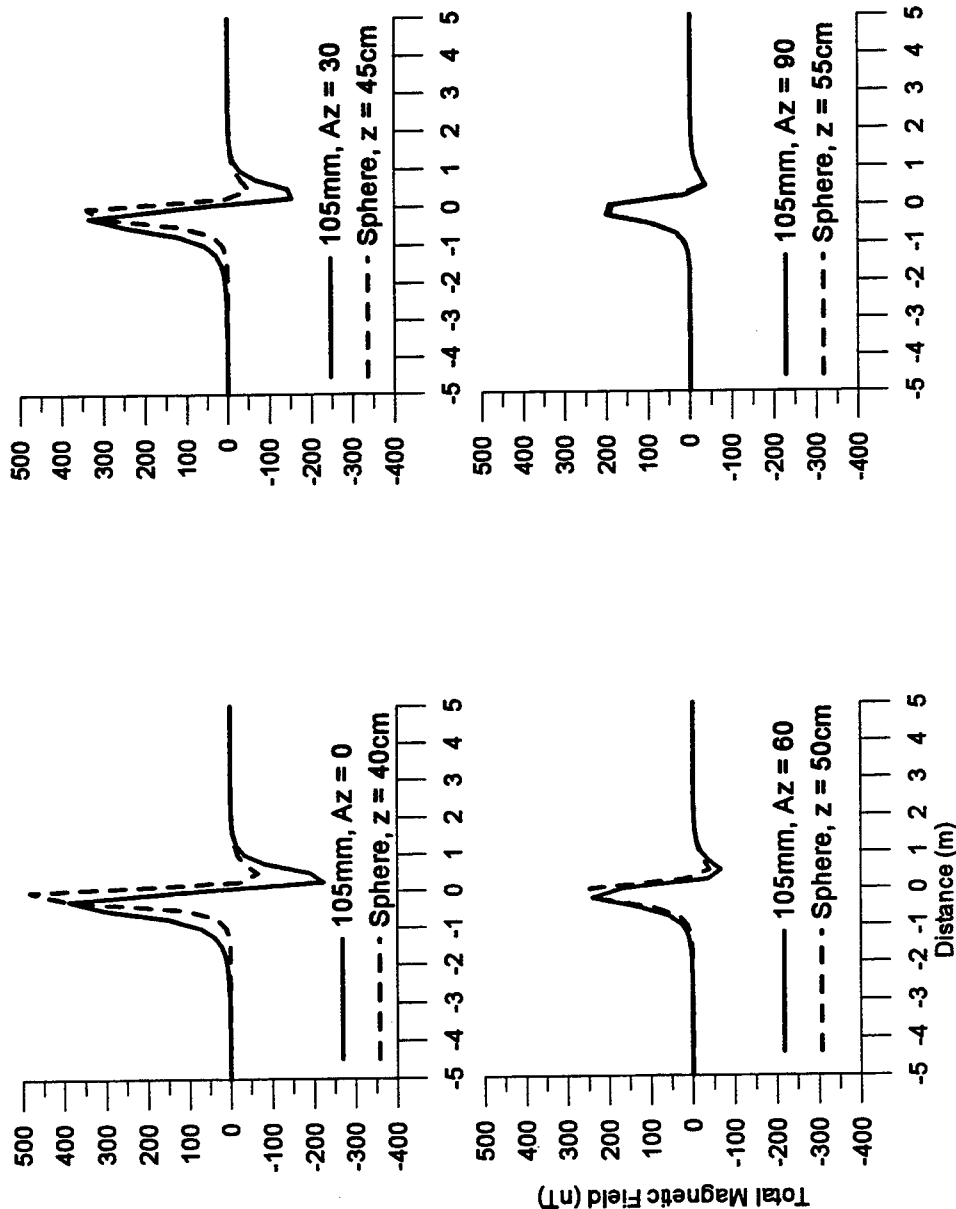 500
400
300
200
100
0
-100
-200
-300
-400
-5 -4 -3 -2 -1 0 1 2 3 4 5
105mm, Az = 0
Sphere, z = 40cm
500
400
300
200
100
0
-100
-200
-300
-400
-5 -4 -3 -2 -1 0 1 2 3 4 5
105mm, Az = 30
Sphere, z = 45cm
Total Magnetic Field (nT)
500
400
300
200
100
0
-100
-200
-300
-400
-5 -4 -3 -2 -1 0 1 2 3 4 5
Distance (m)
105mm, Az = 60
Sphere, z = 50cm
500
400
300
200
100
0
-100
-200
-300
-400
-5 -4 -3 -2 -1 0 1 2 3 4 5
105mm, Az = 90
Sphere, z = 55cm